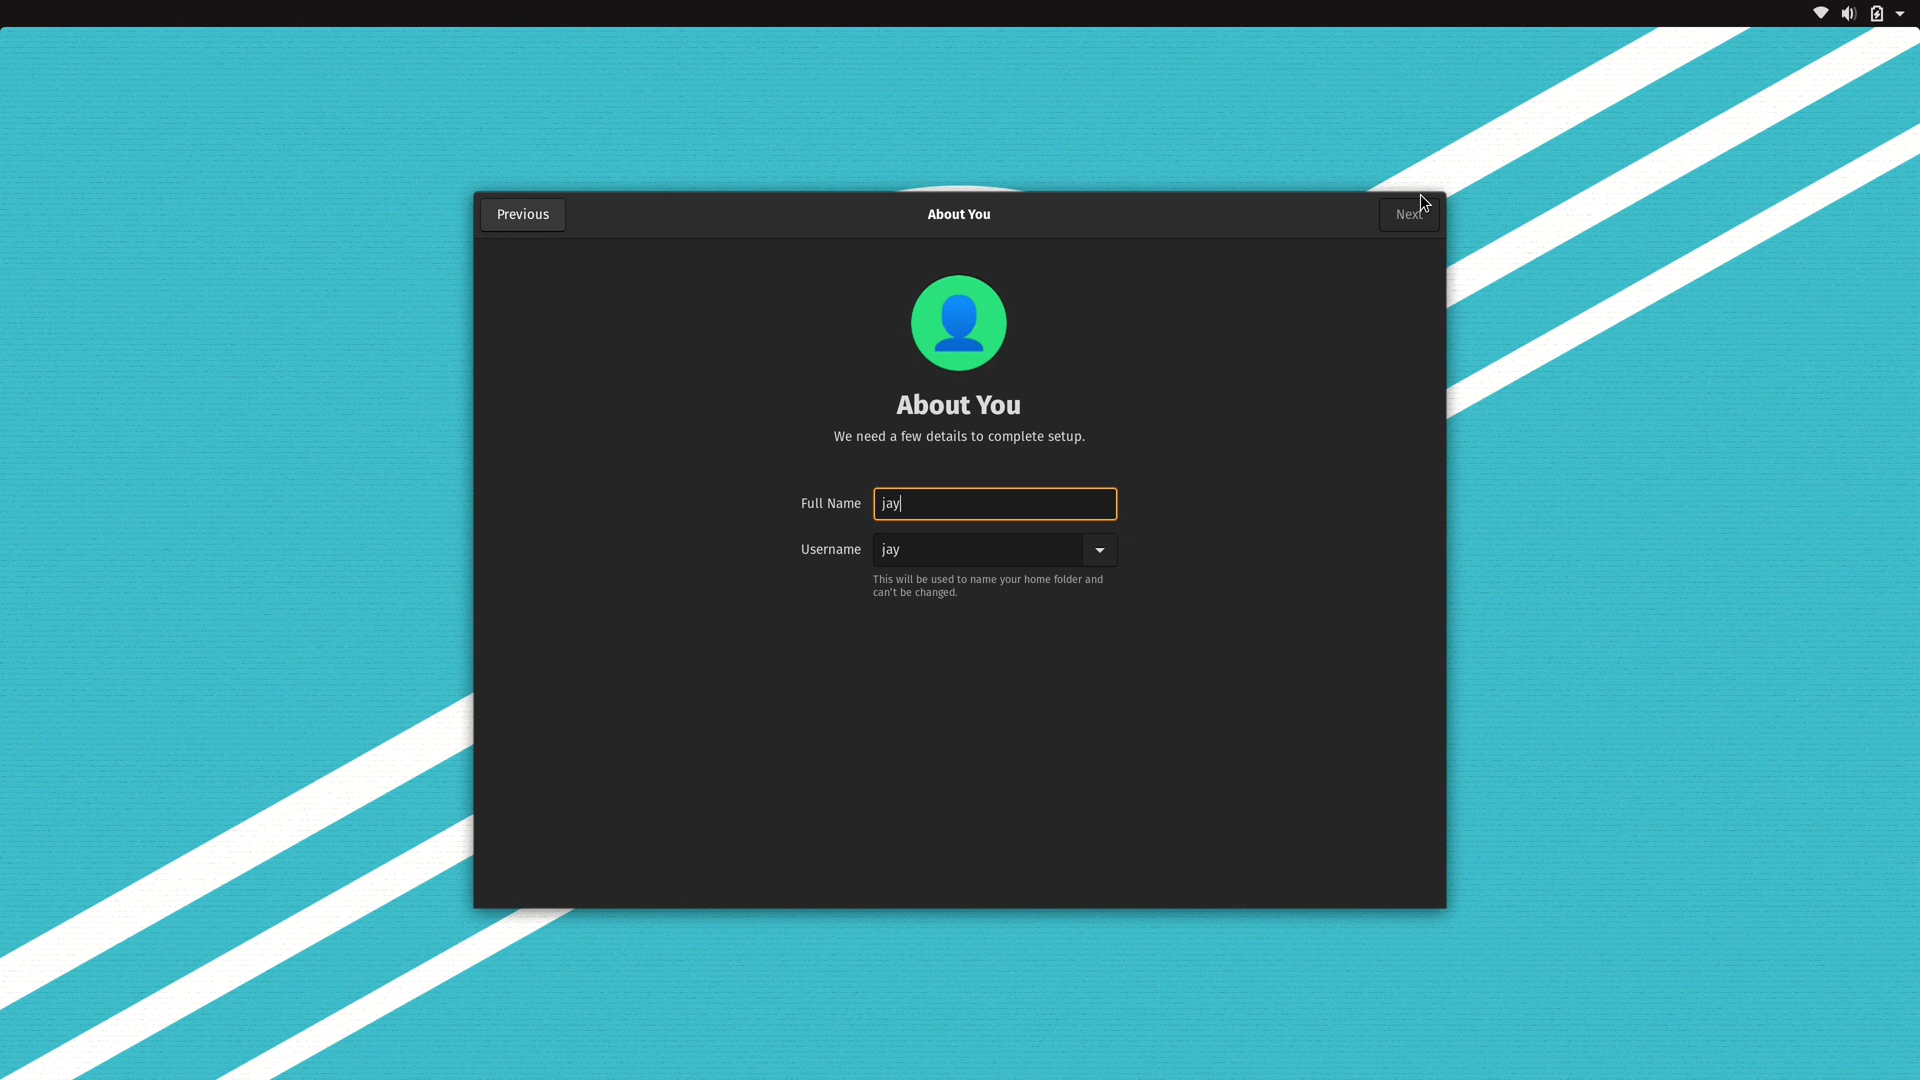 Previous
About You
Next
About You
We need a few details to complete setup.
Full Name
jay
Username
jay
This will be used to name your home folder and
can't be changed.